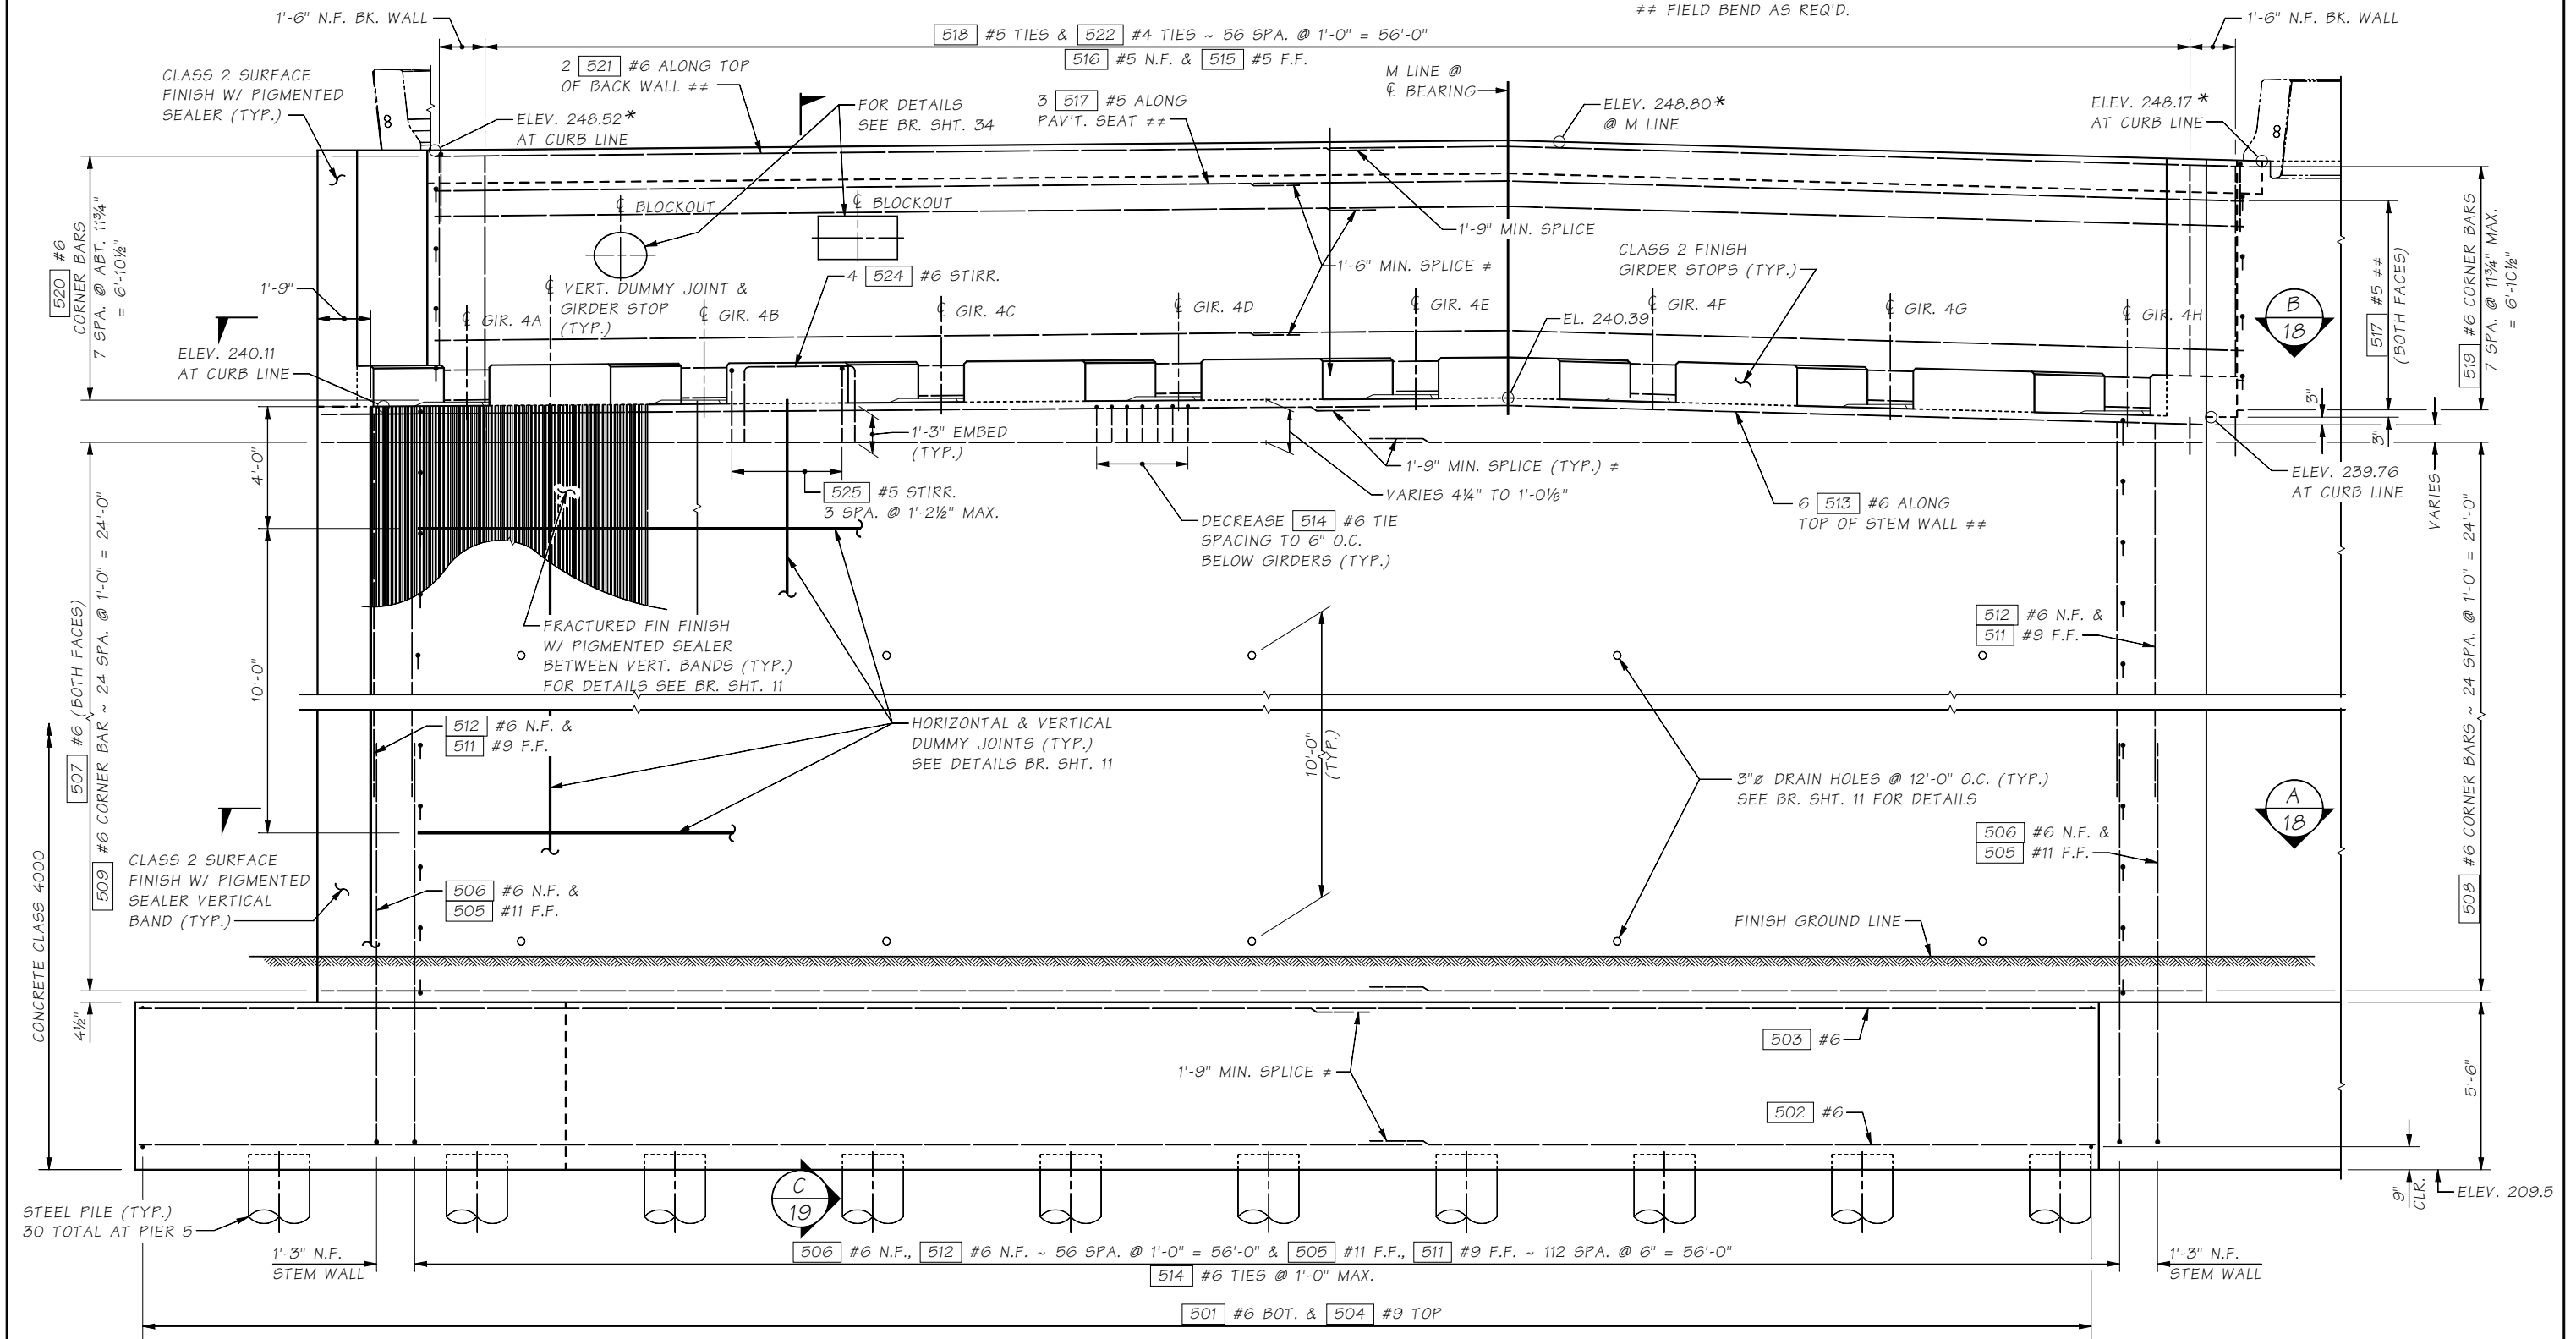 ≠≠ FIELD BEND AS REQ'D.
1'-6" N.F. BK. WALL
1'-6" N.F. BK. WALL
518 #5 TIES & 522 #4 TIES ~ 56 SPA. @ 1'-0" = 56'-0"
516 #5 N.F. & 515 #5 F.F.
CLASS 2 SURFACE
FINISH W/ PIGMENTED
SEALER (TYP.)
2 521 #6 ALONG TOP
OF BACK WALL ≠≠
M LINE @
℄ BEARING
8
ELEV. 248.52*
AT CURB LINE
FOR DETAILS
SEE BR. SHT. 34
3 517 #5 ALONG
PAV'T. SEAT ≠≠
ELEV. 248.80*
@ M LINE
ELEV. 248.17*
AT CURB LINE
8
520 #6
CORNER BARS
7 SPA. @ ABT. 11¾"
= 6'-10½"
℄ BLOCKOUT
℄ BLOCKOUT
1'-9" MIN. SPLICE
CLASS 2 FINISH
GIRDER STOPS (TYP.)
1'-6" MIN. SPLICE ≠
4 524 #6 STIRR.
1'-9"
℄ VERT. DUMMY JOINT &
GIRDER STOP
(TYP.)
℄ GIR. 4A
℄ GIR. 4B
℄ GIR. 4C
℄ GIR. 4D
℄ GIR. 4E
℄ GIR. 4F
℄ GIR. 4G
℄ GIR. 4H
EL. 240.39
B
18
517 #5 ≠≠
(BOTH FACES)
519 #6 CORNER BARS
7 SPA. @ 11¾" MAX.
= 6'-10½"
ELEV. 240.11
AT CURB LINE
3"
3"
VARIES
4'-0"
1'-3" EMBED
(TYP.)
1'-9" MIN. SPLICE (TYP.) ≠
VARIES 4¼" TO 1'-0⅛"
ELEV. 239.76
AT CURB LINE
525 #5 STIRR.
3 SPA. @ 1'-2½" MAX.
DECREASE 514 #6 TIE
SPACING TO 6" O.C.
BELOW GIRDERS (TYP.)
6 513 #6 ALONG
TOP OF STEM WALL ≠≠
507 #6 (BOTH FACES)
509 #6 CORNER BAR ~ 24 SPA. @ 1'-0" = 24'-0"
10'-0"
FRACTURED FIN FINISH
W/ PIGMENTED SEALER
BETWEEN VERT. BANDS (TYP.)
FOR DETAILS SEE BR. SHT. 11
512 #6 N.F. &
511 #9 F.F.
508 #6 CORNER BARS ~ 24 SPA. @ 1'-0" = 24'-0"
512 #6 N.F. &
511 #9 F.F.
HORIZONTAL & VERTICAL
DUMMY JOINTS (TYP.)
SEE DETAILS BR. SHT. 11
10'-0"
(TYP.)
3"ø DRAIN HOLES @ 12'-0" O.C. (TYP.)
SEE BR. SHT. 11 FOR DETAILS
A
18
CONCRETE CLASS 4000
CLASS 2 SURFACE
FINISH W/ PIGMENTED
SEALER VERTICAL
BAND (TYP.)
506 #6 N.F. &
505 #11 F.F.
506 #6 N.F. &
505 #11 F.F.
FINISH GROUND LINE
4½"
503 #6
1'-9" MIN. SPLICE ≠
502 #6
5'-6"
9"
CLR.
ELEV. 209.5
STEEL PILE (TYP.)
30 TOTAL AT PIER 5
C
19
1'-3" N.F.
STEM WALL
506 #6 N.F., 512 #6 N.F. ~ 56 SPA. @ 1'-0" = 56'-0" & 505 #11 F.F., 511 #9 F.F. ~ 112 SPA. @ 6" = 56'-0"
514 #6 TIES @ 1'-0" MAX.
1'-3" N.F.
STEM WALL
501 #6 BOT. & 504 #9 TOP